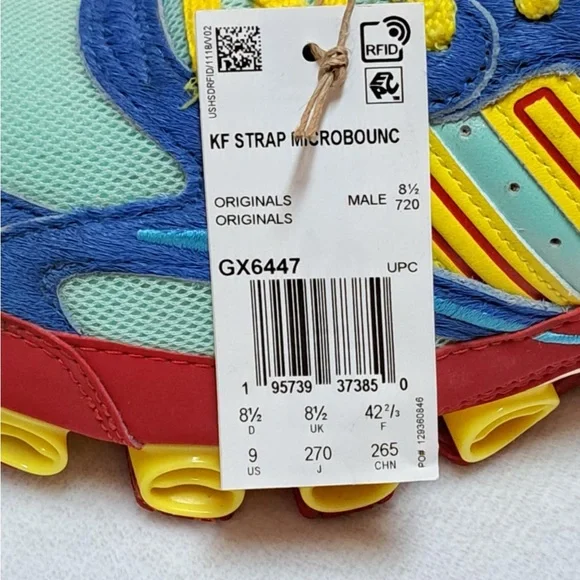 USHSDRFID/1118/V02
RFID
EPC
KF STRAP MICROBOUNC
ORIGINALS MALE 8½
ORIGINALS 720
GX6447 UPC
1 95739 37385 0
8½ 8½ 42⅔
D UK F
9 270 265
US J CHN
PO# 129360846